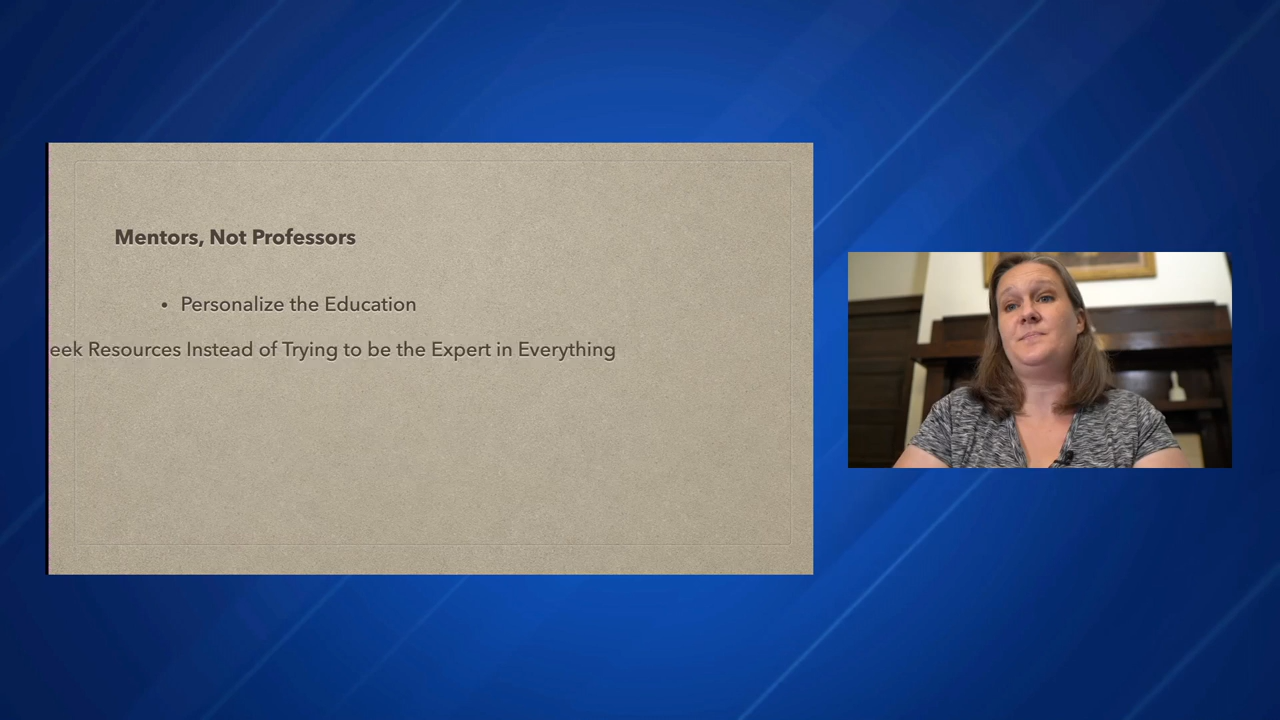 Mentors, Not Professors
• Personalize the Education
eek Resources Instead of Trying to be the Expert in Everything